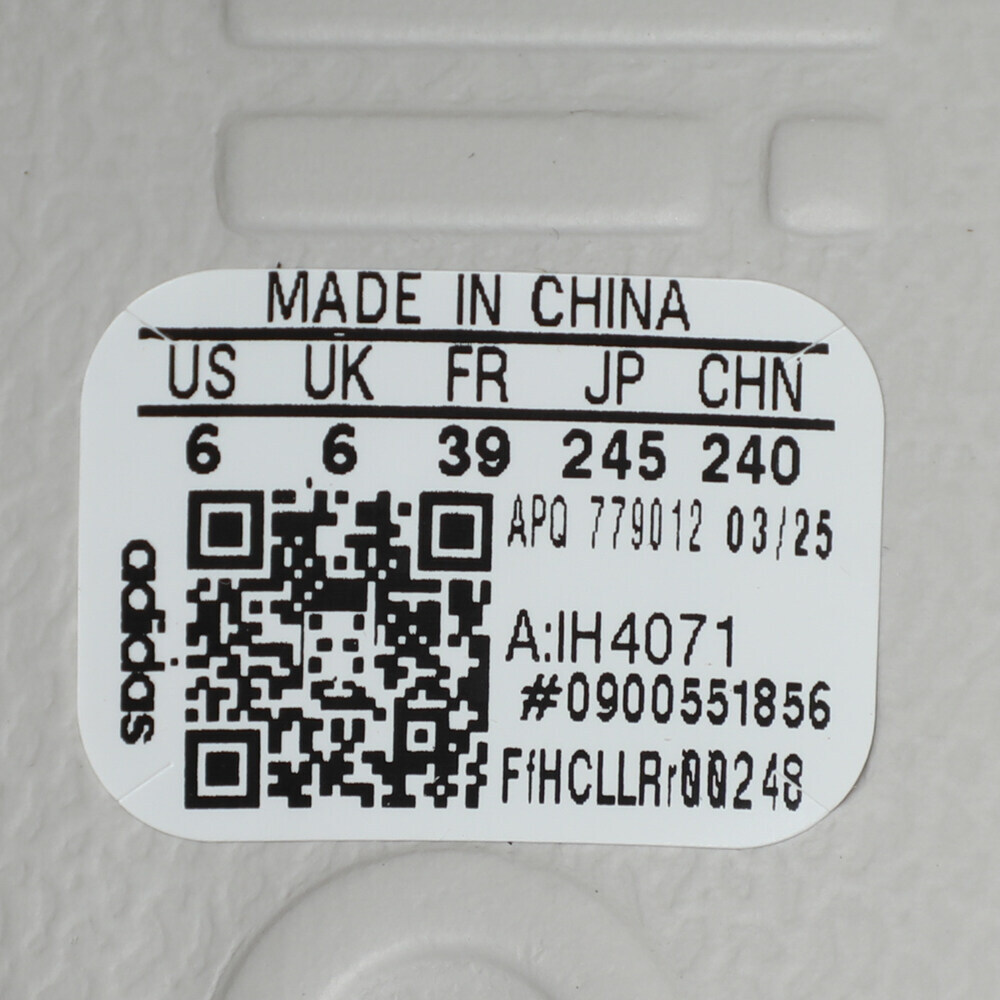 MADE IN CHINA
US UK FR JP CHN
6 6 39 245 240
APQ 779012 03/25
A:IH4071
#0900551856
FfHCLLRr00248
adidas